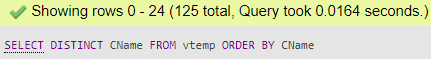 Showing rows 0 - 24 (125 total, Query took 0.0164 seconds.)
SELECT DISTINCT CName FROM vtemp ORDER BY CName